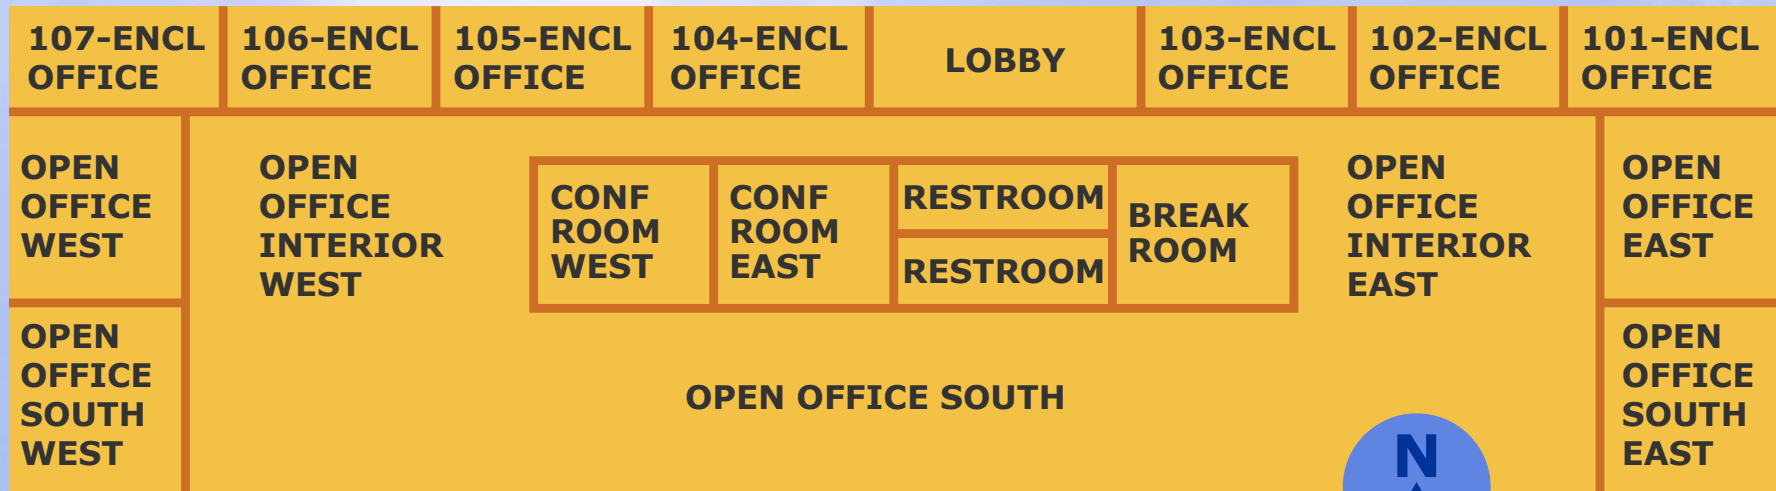 107-ENCL
OFFICE
106-ENCL
OFFICE
105-ENCL
OFFICE
104-ENCL
OFFICE
LOBBY
103-ENCL
OFFICE
102-ENCL
OFFICE
101-ENCL
OFFICE
OPEN
OFFICE
WEST
OPEN
OFFICE
INTERIOR
WEST
CONF
ROOM
WEST
CONF
ROOM
EAST
RESTROOM
RESTROOM
BREAK
ROOM
OPEN
OFFICE
INTERIOR
EAST
OPEN
OFFICE
EAST
OPEN
OFFICE
SOUTH
WEST
OPEN OFFICE SOUTH
N
OPEN
OFFICE
SOUTH
EAST